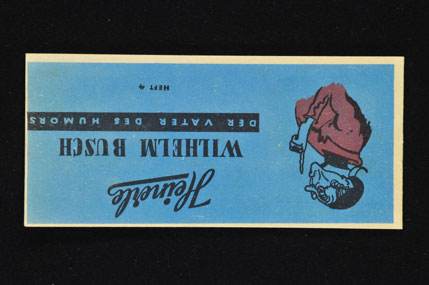 Heinerle
WILHELM BUSCH
DER VATER DES HUMORS
HEFT 4